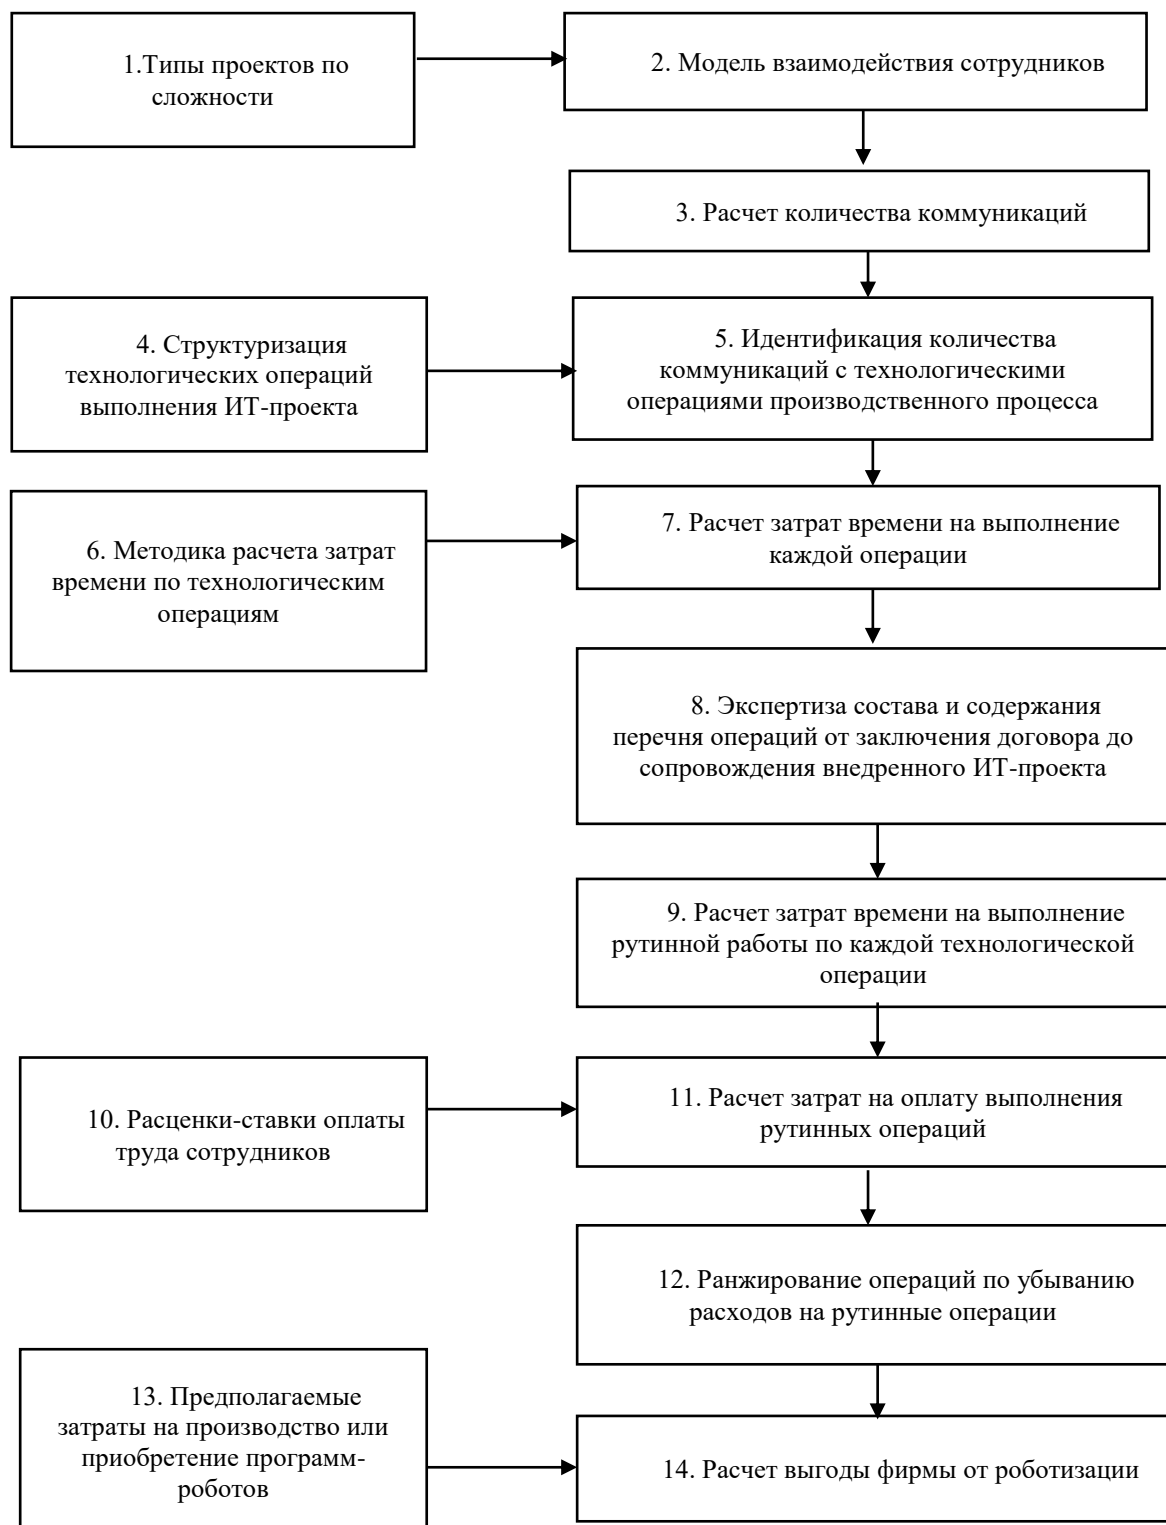 1.Типы проектов по
сложности
2. Модель взаимодействия сотрудников
3. Расчет количества коммуникаций
4. Структуризация
технологических операций
выполнения ИТ-проекта
5. Идентификация количества
коммуникаций с технологическими
операциями производственного процесса
6. Методика расчета затрат
времени по технологическим
операциям
7. Расчет затрат времени на выполнение
каждой операции
8. Экспертиза состава и содержания
перечня операций от заключения договора до
сопровождения внедренного ИТ-проекта
9. Расчет затрат времени на выполнение
рутинной работы по каждой технологической
операции
10. Расценки-ставки оплаты
труда сотрудников
11. Расчет затрат на оплату выполнения
рутинных операций
12. Ранжирование операций по убыванию
расходов на рутинные операции
13. Предполагаемые
затраты на производство или
приобретение программ-
роботов
14. Расчет выгоды фирмы от роботизации